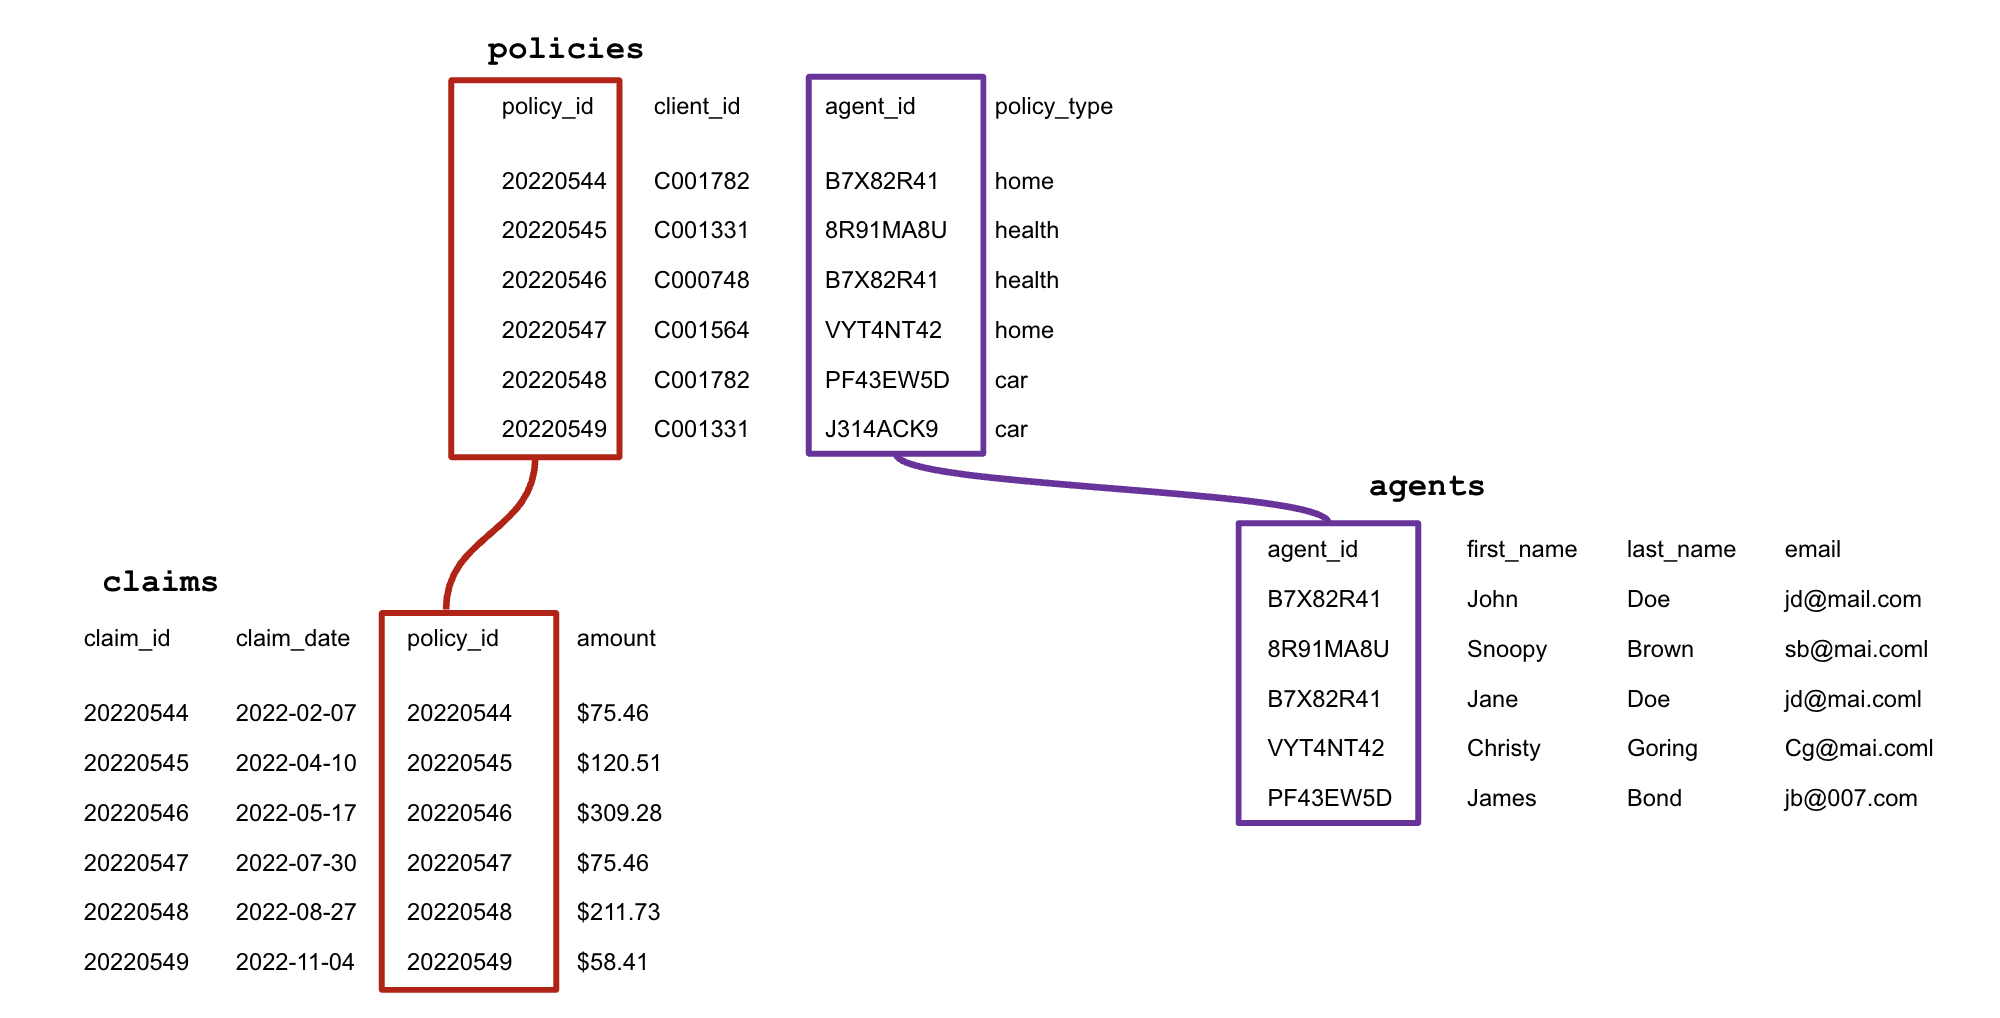 policies
policy_id client_id agent_id policy_type
20220544 C001782 B7X82R41 home
20220545 C001331 8R91MA8U health
20220546 C000748 B7X82R41 health
20220547 C001564 VYT4NT42 home
20220548 C001782 PF43EW5D car
20220549 C001331 J314ACK9 car
claims
claim_id claim_date policy_id amount
20220544 2022-02-07 20220544 $75.46
20220545 2022-04-10 20220545 $120.51
20220546 2022-05-17 20220546 $309.28
20220547 2022-07-30 20220547 $75.46
20220548 2022-08-27 20220548 $211.73
20220549 2022-11-04 20220549 $58.41
agents
agent_id first_name last_name email
B7X82R41 John Doe jd@mail.com
8R91MA8U Snoopy Brown sb@mai.coml
B7X82R41 Jane Doe jd@mai.coml
VYT4NT42 Christy Goring Cg@mai.coml
PF43EW5D James Bond jb@007.com